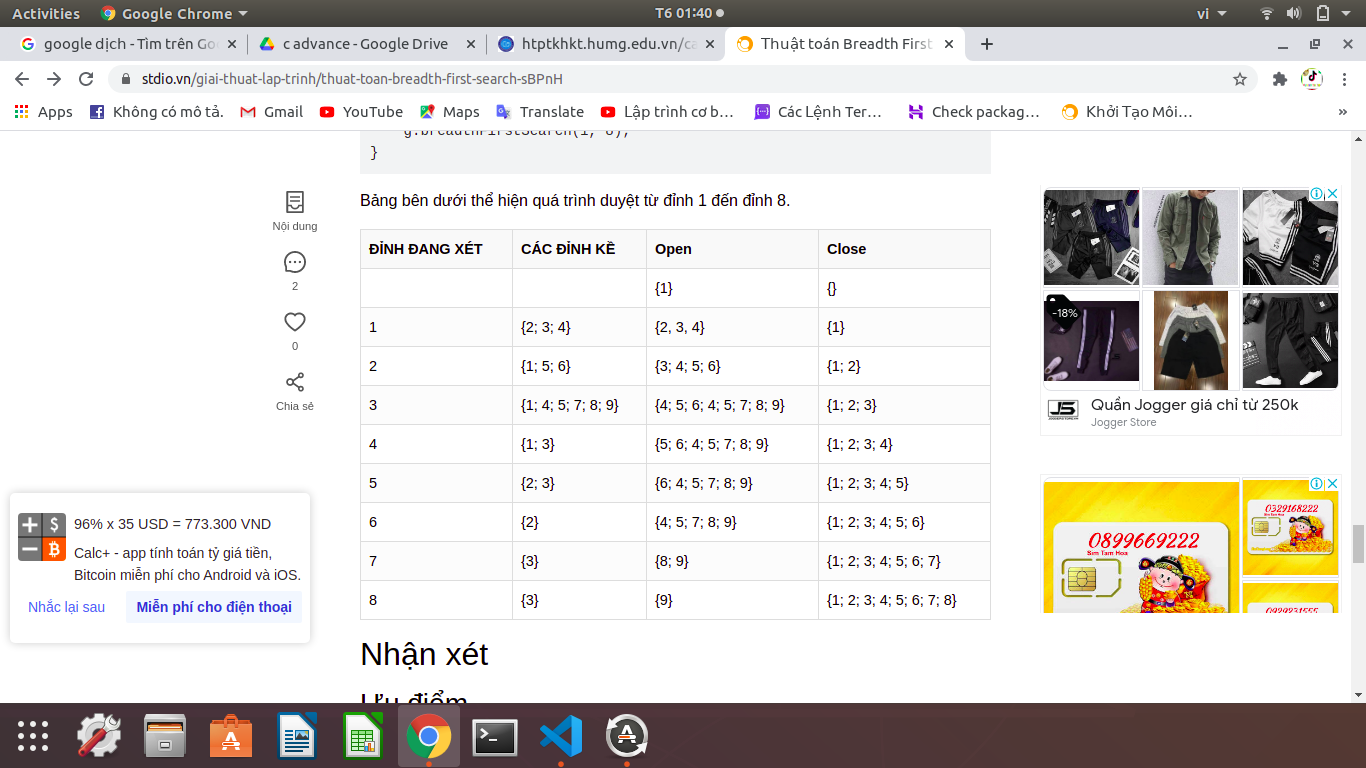 Activities Google Chrome T6 01:40 vi
google dịch - Tìm trên Go c advance - Google Drive htptkhkt.humg.edu.vn/ca Thuật toán Breadth First
stdio.vn/giai-thuat-lap-trinh/thuat-toan-breadth-first-search-sBPnH
Apps Không có mô tả. Gmail YouTube Maps Translate Lập trình cơ b… Các Lệnh Ter… Check packag… Khởi Tạo Môi… »
g.breadthFirstSearch(1, 8);
}
Bảng bên dưới thể hiện quá trình duyệt từ đỉnh 1 đến đỉnh 8.
ĐỈNH ĐANG XÉT CÁC ĐỈNH KỀ Open Close
{1} {}
1 {2; 3; 4} {2, 3, 4} {1}
2 {1; 5; 6} {3; 4; 5; 6} {1; 2}
3 {1; 4; 5; 7; 8; 9} {4; 5; 6; 4; 5; 7; 8; 9} {1; 2; 3}
4 {1; 3} {5; 6; 4; 5; 7; 8; 9} {1; 2; 3; 4}
5 {2; 3} {6; 4; 5; 7; 8; 9} {1; 2; 3; 4; 5}
6 {2} {4; 5; 7; 8; 9} {1; 2; 3; 4; 5; 6}
7 {3} {8; 9} {1; 2; 3; 4; 5; 6; 7}
8 {3} {9} {1; 2; 3; 4; 5; 6; 7; 8}
Nhận xét
Ưu điểm
Nội dung
2
0
Chia sẻ
96% x 35 USD = 773.300 VND
Calc+ - app tính toán tỷ giá tiền,
Bitcoin miễn phí cho Android và iOS.
Nhắc lại sau Miễn phí cho điện thoại
-18%
JS
Quần Jogger giá chỉ từ 250k
Jogger Store
0899669222
Sim Tam Hoa
0329168222
0929231555